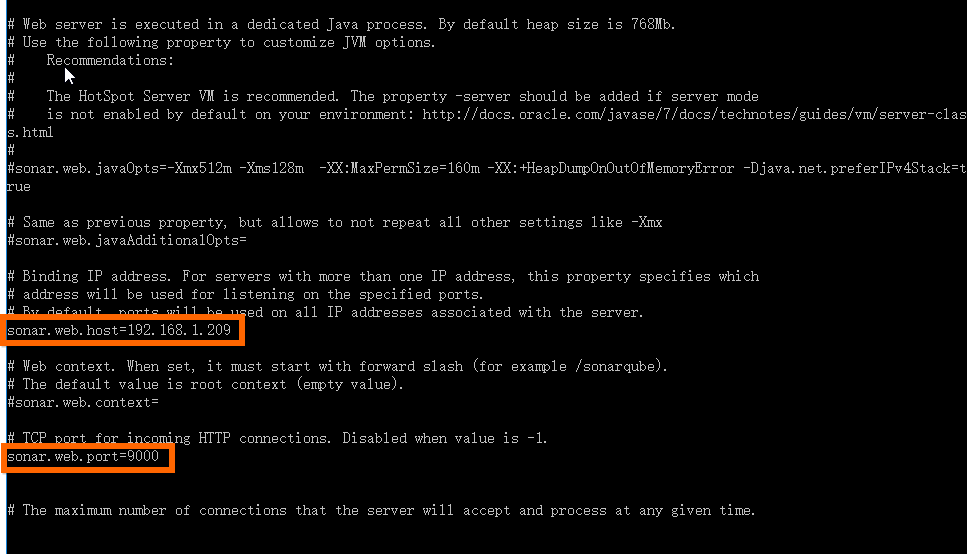 # Web server is executed in a dedicated Java process. By default heap size is 768Mb.
# Use the following property to customize JVM options.
#    Recommendations:
#
#    The HotSpot Server VM is recommended. The property -server should be added if server mode
#    is not enabled by default on your environment: http://docs.oracle.com/javase/7/docs/technotes/guides/vm/server-clas
s.html
#
#sonar.web.javaOpts=-Xmx512m -Xms128m  -XX:MaxPermSize=160m -XX:+HeapDumpOnOutOfMemoryError -Djava.net.preferIPv4Stack=t
rue
# Same as previous property, but allows to not repeat all other settings like -Xmx
#sonar.web.javaAdditionalOpts=
# Binding IP address. For servers with more than one IP address, this property specifies which
# address will be used for listening on the specified ports.
# By default, ports will be used on all IP addresses associated with the server.
sonar.web.host=192.168.1.209
# Web context. When set, it must start with forward slash (for example /sonarqube).
# The default value is root context (empty value).
#sonar.web.context=
# TCP port for incoming HTTP connections. Disabled when value is -1.
sonar.web.port=9000
# The maximum number of connections that the server will accept and process at any given time.